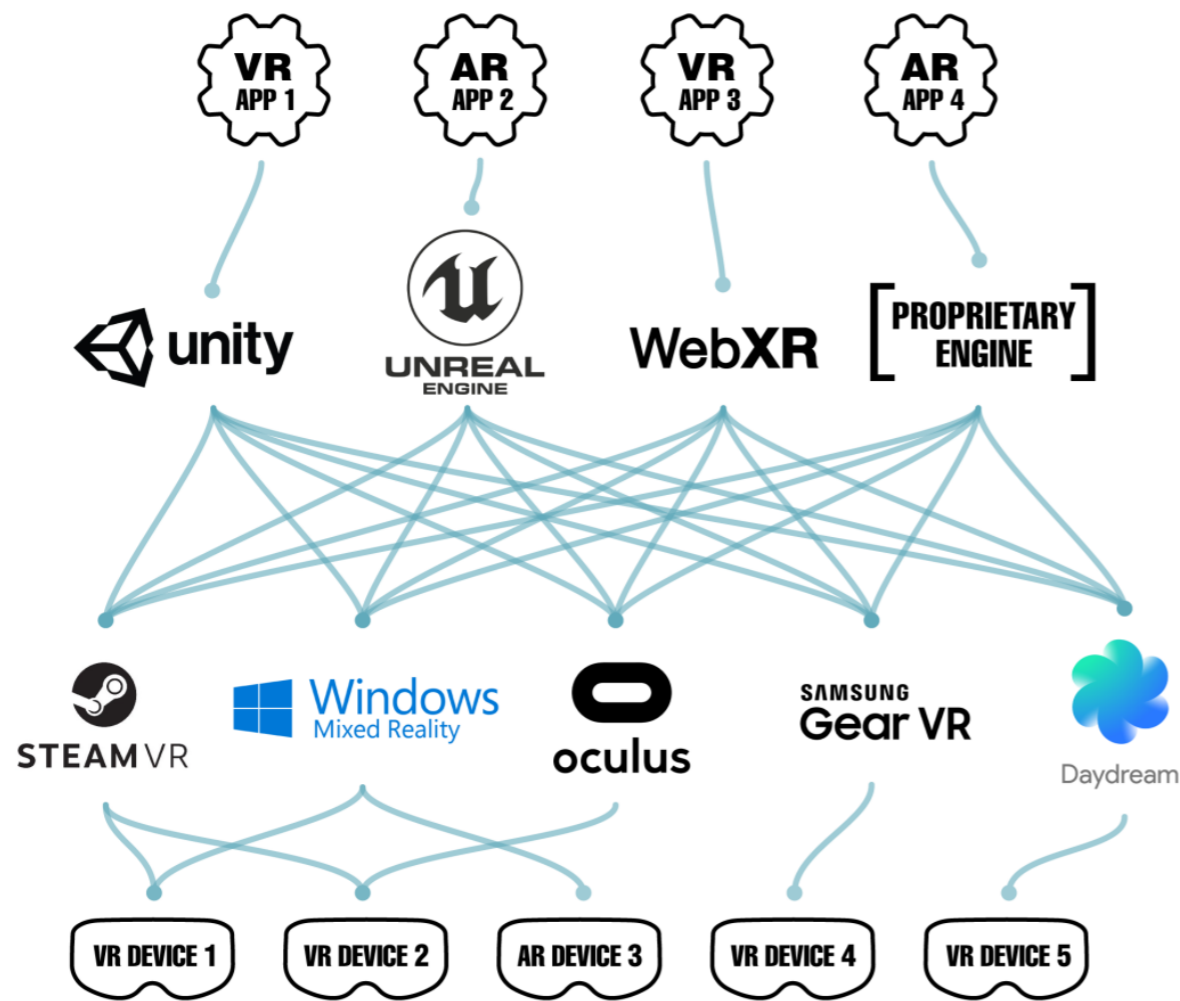 VR
APP 1
AR
APP 2
VR
APP 3
AR
APP 4
unity
UNREAL
ENGINE
WebXR
[PROPRIETARY
ENGINE]
STEAMVR
Windows
Mixed Reality
oculus
SAMSUNG
Gear VR
Daydream
VR DEVICE 1
VR DEVICE 2
AR DEVICE 3
VR DEVICE 4
VR DEVICE 5